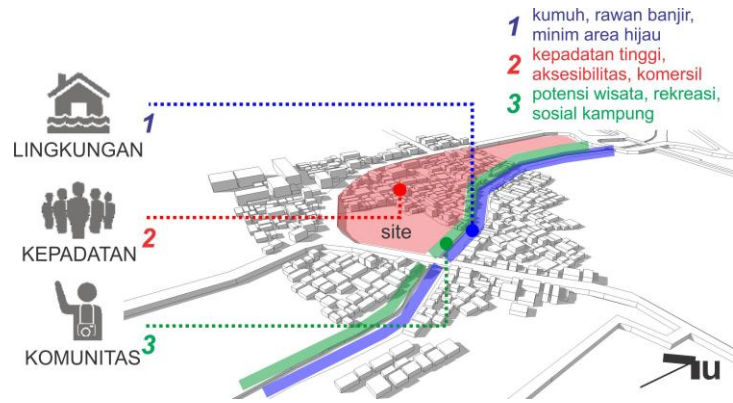 1 kumuh, rawan banjir,
minim area hijau
2 kepadatan tinggi,
aksesibilitas, komersil
3 potensi wisata, rekreasi,
sosial kampung
LINGKUNGAN 1
KEPADATAN 2
KOMUNITAS 3
site
u